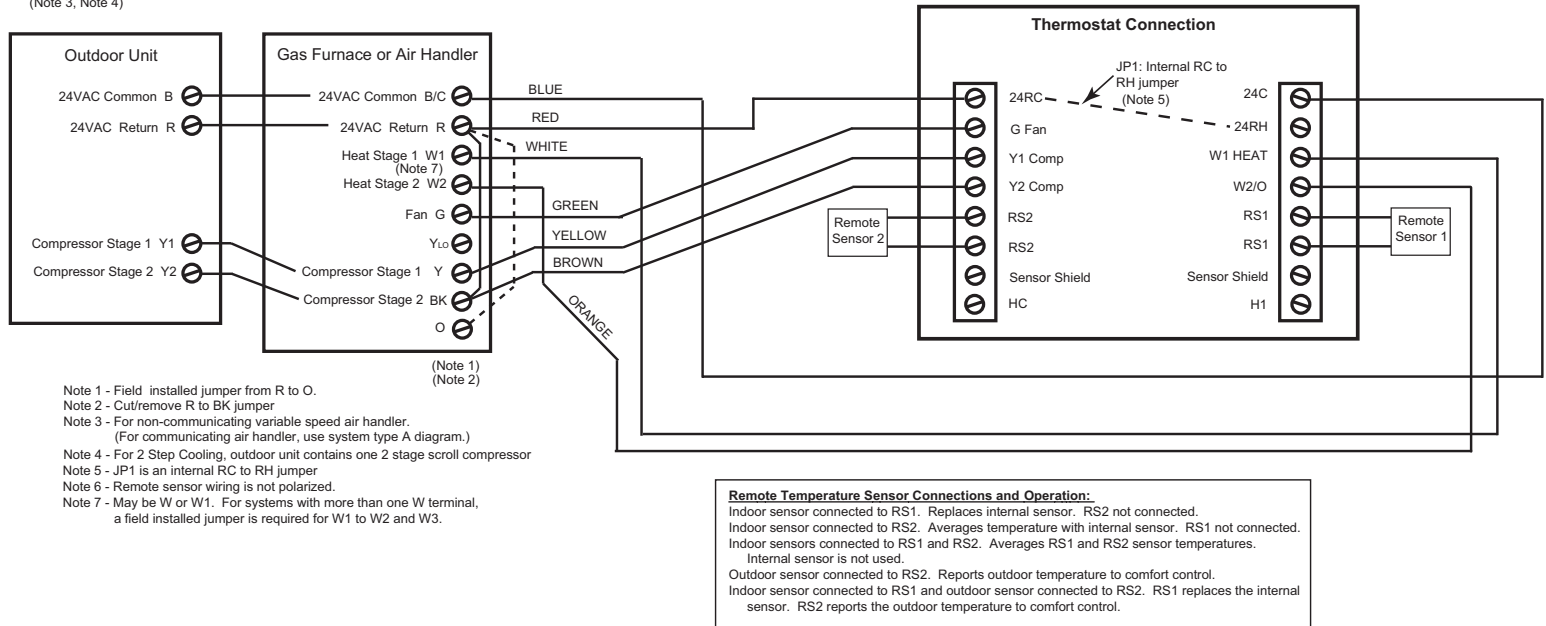 (Note 3, Note 4)
Outdoor Unit
24VAC Common B
24VAC Return R
Compressor Stage 1 Y1
Compressor Stage 2 Y2
Gas Furnace or Air Handler
24VAC Common B/C
24VAC Return R
Heat Stage 1 W1
(Note 7)
Heat Stage 2 W2
Fan G
YLO
Compressor Stage 1 Y
Compressor Stage 2 BK
O
(Note 1)
(Note 2)
BLUE
RED
WHITE
GREEN
YELLOW
BROWN
ORANGE
Thermostat Connection
JP1: Internal RC to
RH jumper
(Note 5)
24RC
G Fan
Y1 Comp
Y2 Comp
RS2
RS2
Sensor Shield
HC
24C
24RH
W1 HEAT
W2/O
RS1
RS1
Sensor Shield
H1
Remote
Sensor 2
Remote
Sensor 1
Note 1 - Field installed jumper from R to O.
Note 2 - Cut/remove R to BK jumper
Note 3 - For non-communicating variable speed air handler.
(For communicating air handler, use system type A diagram.)
Note 4 - For 2 Step Cooling, outdoor unit contains one 2 stage scroll compressor
Note 5 - JP1 is an internal RC to RH jumper
Note 6 - Remote sensor wiring is not polarized.
Note 7 - May be W or W1. For systems with more than one W terminal,
a field installed jumper is required for W1 to W2 and W3.
Remote Temperature Sensor Connections and Operation:
Indoor sensor connected to RS1. Replaces internal sensor. RS2 not connected.
Indoor sensor connected to RS2. Averages temperature with internal sensor. RS1 not connected.
Indoor sensors connected to RS1 and RS2. Averages RS1 and RS2 sensor temperatures.
Internal sensor is not used.
Outdoor sensor connected to RS2. Reports outdoor temperature to comfort control.
Indoor sensor connected to RS1 and outdoor sensor connected to RS2. RS1 replaces the internal
sensor. RS2 reports the outdoor temperature to comfort control.